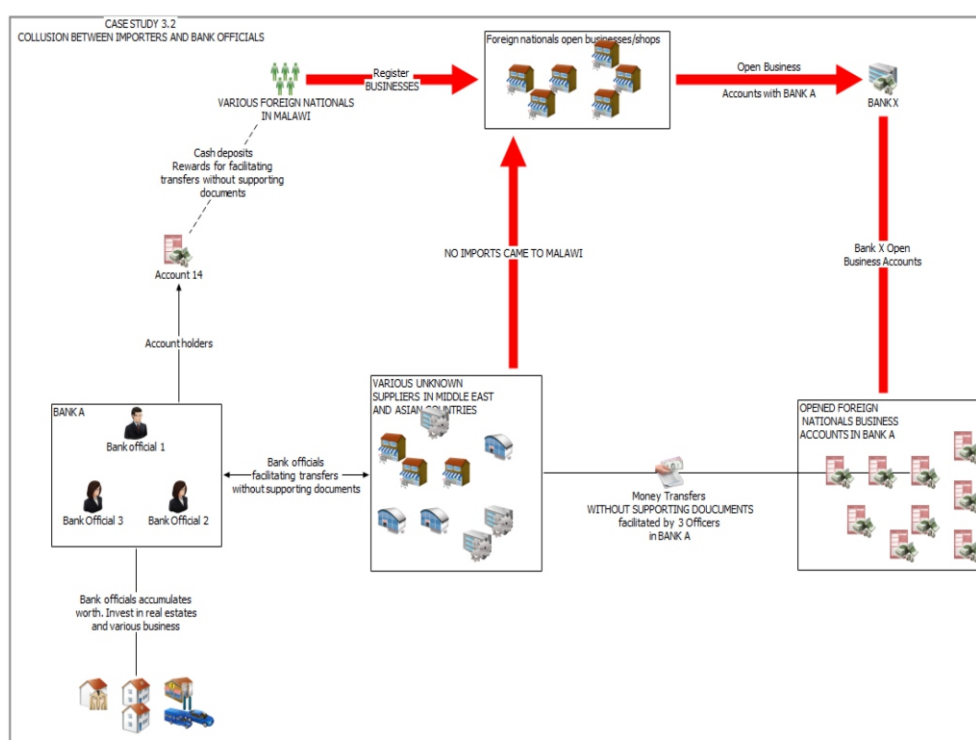 CASE STUDY 3.2
COLLUSION BETWEEN IMPORTERS AND BANK OFFICIALS
VARIOUS FOREIGN NATIONALS
IN MALAWI
Register
BUSINESSES
Foreign nationals open businesses/shops
Open Business
Accounts with BANK A
BANK X
Cash deposits
Rewards for facilitating
transfers without supporting
documents
Account 14
Account holders
NO IMPORTS CAME TO MALAWI
Bank X Open
Business Accounts
BANK A
Bank official 1
Bank Official 3
Bank Official 2
Bank officials
facilitating transfers
without supporting documents
VARIOUS UNKNOWN
SUPPLIERS IN MIDDLE EAST
AND ASIAN COUNTRIES
Money Transfers
WITHOUT SUPPORTING DOUCUMENTS
facilitated by 3 Officers
in BANK A
OPENED FOREIGN
NATIONALS BUSINESS
ACCOUNTS IN BANK A
Bank officials accumulates
worth. Invest in real estates
and various business